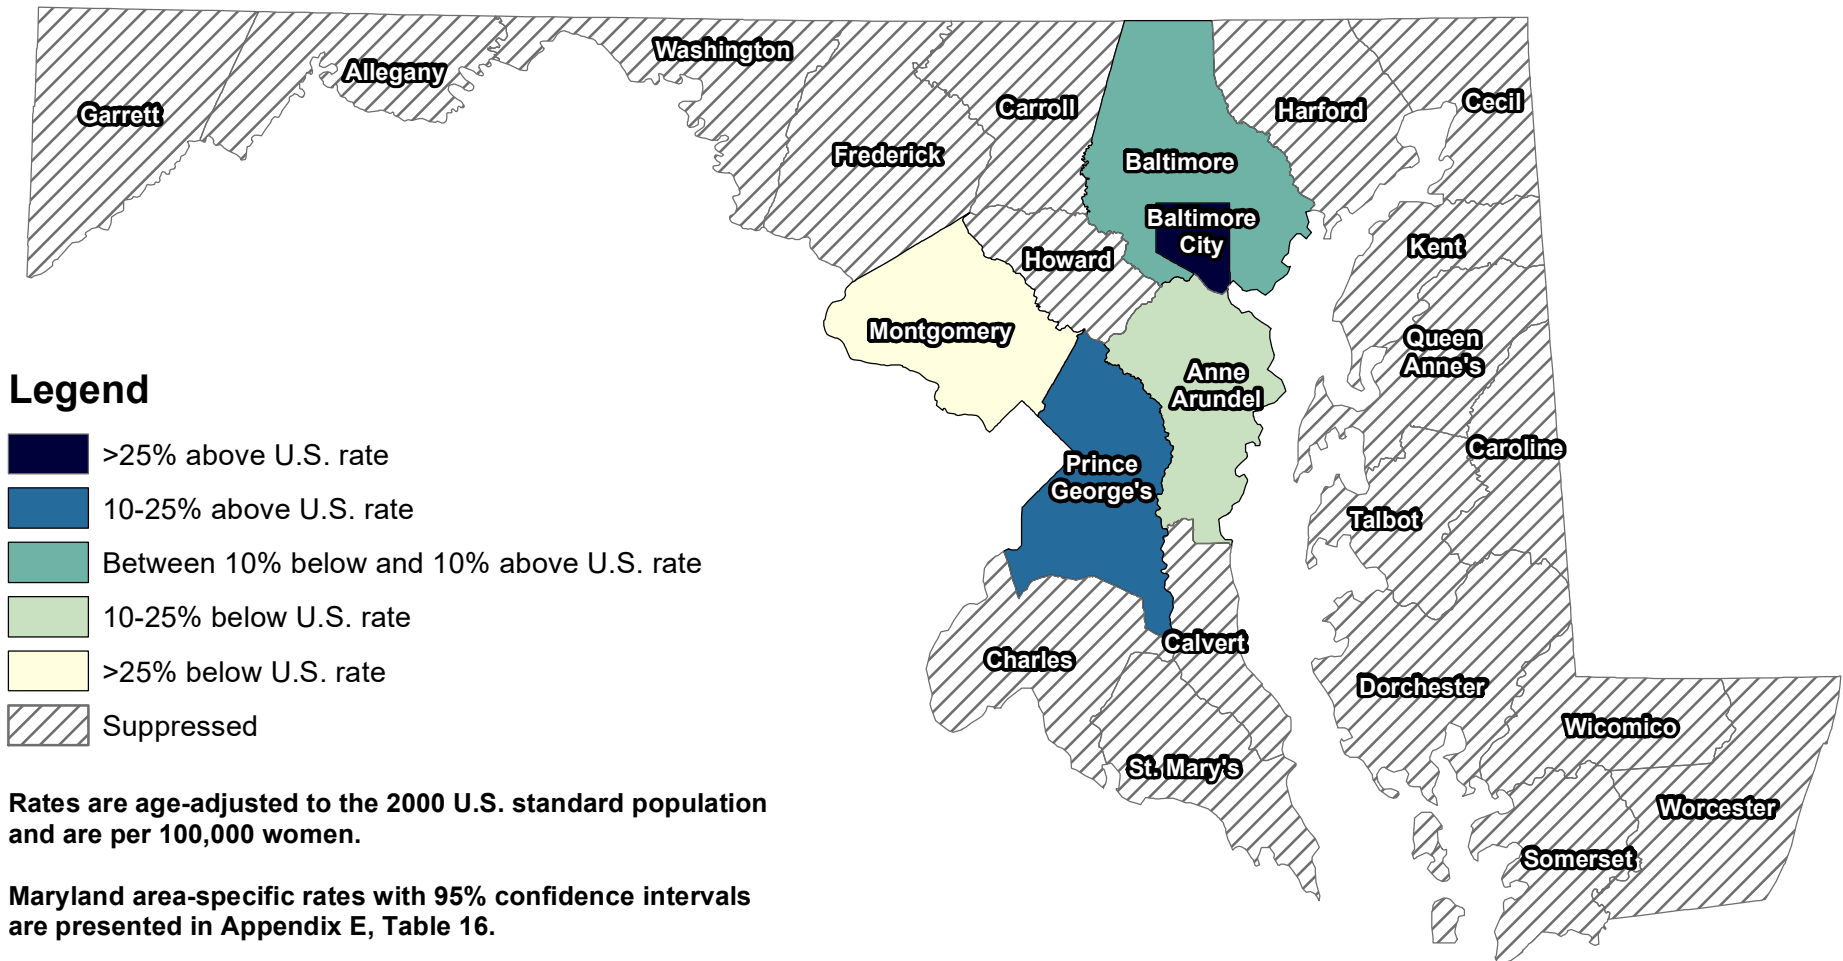 Washington
Allegany
Garrett
Carroll
Harford
Cecil
Frederick
Baltimore
Baltimore
City
Howard
Kent
Montgomery
Queen
Anne's
Anne
Arundel
Legend
>25% above U.S. rate
10-25% above U.S. rate
Between 10% below and 10% above U.S. rate
10-25% below U.S. rate
>25% below U.S. rate
Suppressed
Prince
George's
Caroline
Talbot
Calvert
Charles
Dorchester
Wicomico
St. Mary's
Worcester
Somerset
Rates are age-adjusted to the 2000 U.S. standard population
and are per 100,000 women.
Maryland area-specific rates with 95% confidence intervals
are presented in Appendix E, Table 16.